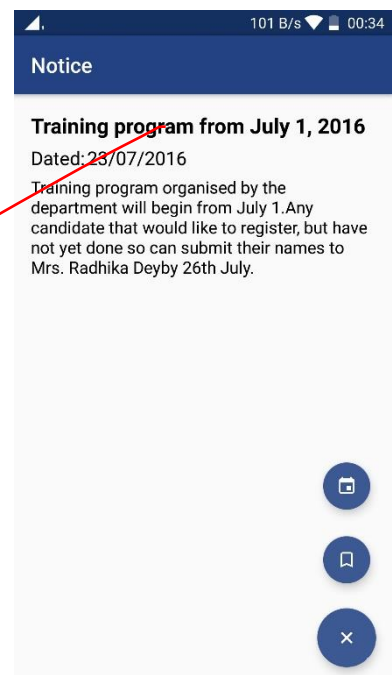 101 B/s 00:34
Notice
Training program from July 1, 2016
Dated:23/07/2016
Training program organised by the
department will begin from July 1.Any
candidate that would like to register, but have
not yet done so can submit their names to
Mrs. Radhika Deyby 26th July.